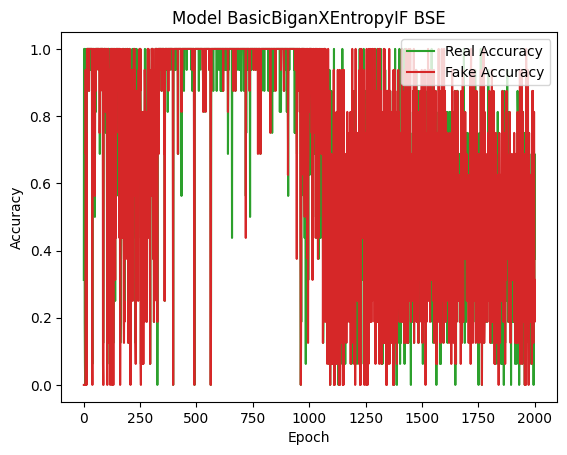 Model BasicBiganXEntropyIF BSE
Real Accuracy
Fake Accuracy
1.0
0.8
0.6
0.4
0.2
0.0
Accuracy
0 250 500 750 1000 1250 1500 1750 2000
Epoch